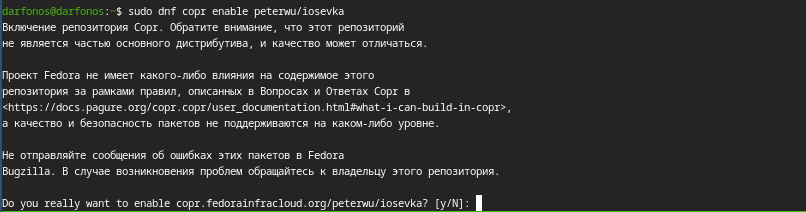 darfonos@darfonos:~$ sudo dnf copr enable peterwu/iosevka
Включение репозитория Copr. Обратите внимание, что этот репозиторий
не является частью основного дистрибутива, и качество может отличаться.
Проект Fedora не имеет какого-либо влияния на содержимое этого
репозитория за рамками правил, описанных в Вопросах и Ответах Copr в
<https://docs.pagure.org/copr.copr/user_documentation.html#what-i-can-build-in-copr>,
а качество и безопасность пакетов не поддерживаются на каком-либо уровне.
Не отправляйте сообщения об ошибках этих пакетов в Fedora
Bugzilla. В случае возникновения проблем обращайтесь к владельцу этого репозитория.
Do you really want to enable copr.fedorainfracloud.org/peterwu/iosevka? [y/N]: